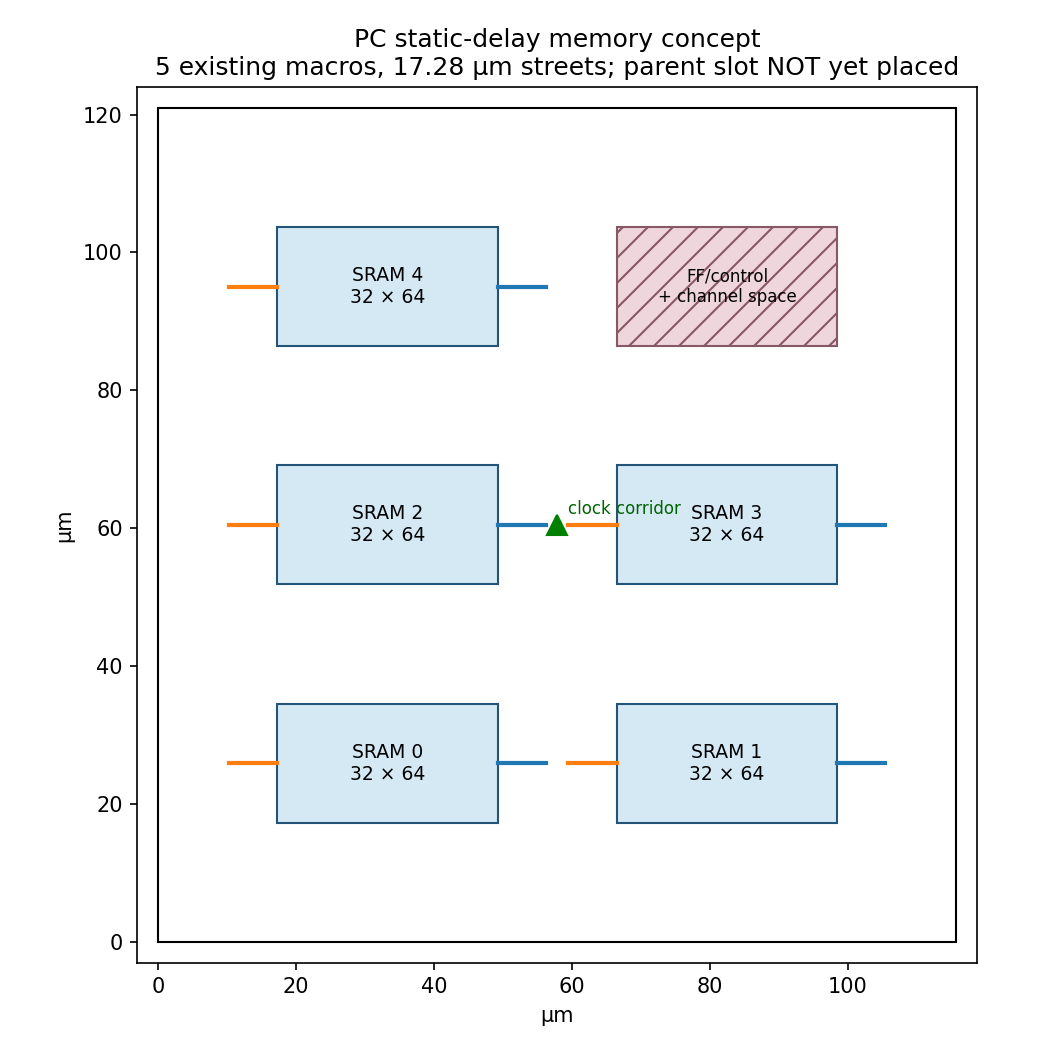 PC static-delay memory concept
5 existing macros, 17.28 µm streets; parent slot NOT yet placed
120
100
80
60
40
20
0
µm
SRAM 4
32 × 64
FF/control
+ channel space
SRAM 2
32 × 64
clock corridor
SRAM 3
32 × 64
SRAM 0
32 × 64
SRAM 1
32 × 64
0
20
40
60
80
100
µm